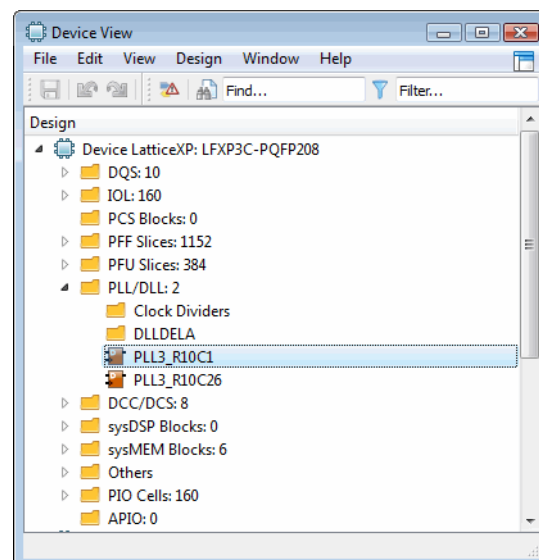 Device View
File Edit View Design Window Help
Find... Filter...
Design
Device LatticeXP: LFXP3C-PQFP208
DQS: 10
IOL: 160
PCS Blocks: 0
PFF Slices: 1152
PFU Slices: 384
PLL/DLL: 2
Clock Dividers
DLLDELA
PLL3_R10C1
PLL3_R10C26
DCC/DCS: 8
sysDSP Blocks: 0
sysMEM Blocks: 6
Others
PIO Cells: 160
APIO: 0